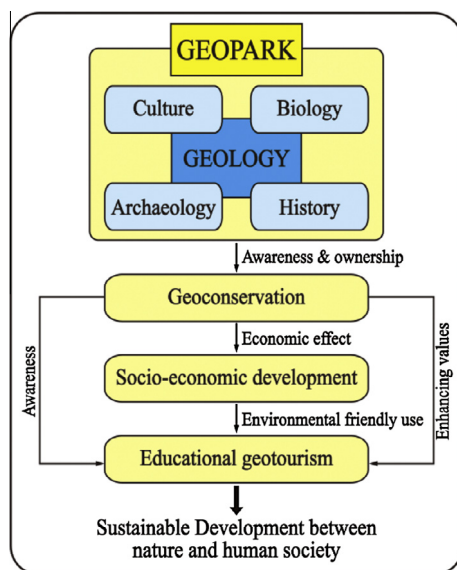 GEOPARK
Culture
Biology
GEOLOGY
Archaeology
History
Awareness & ownership
Geoconservation
Economic effect
Socio-economic development
Environmental friendly use
Educational geotourism
Awareness
Enhancing values
Sustainable Development between
nature and human society